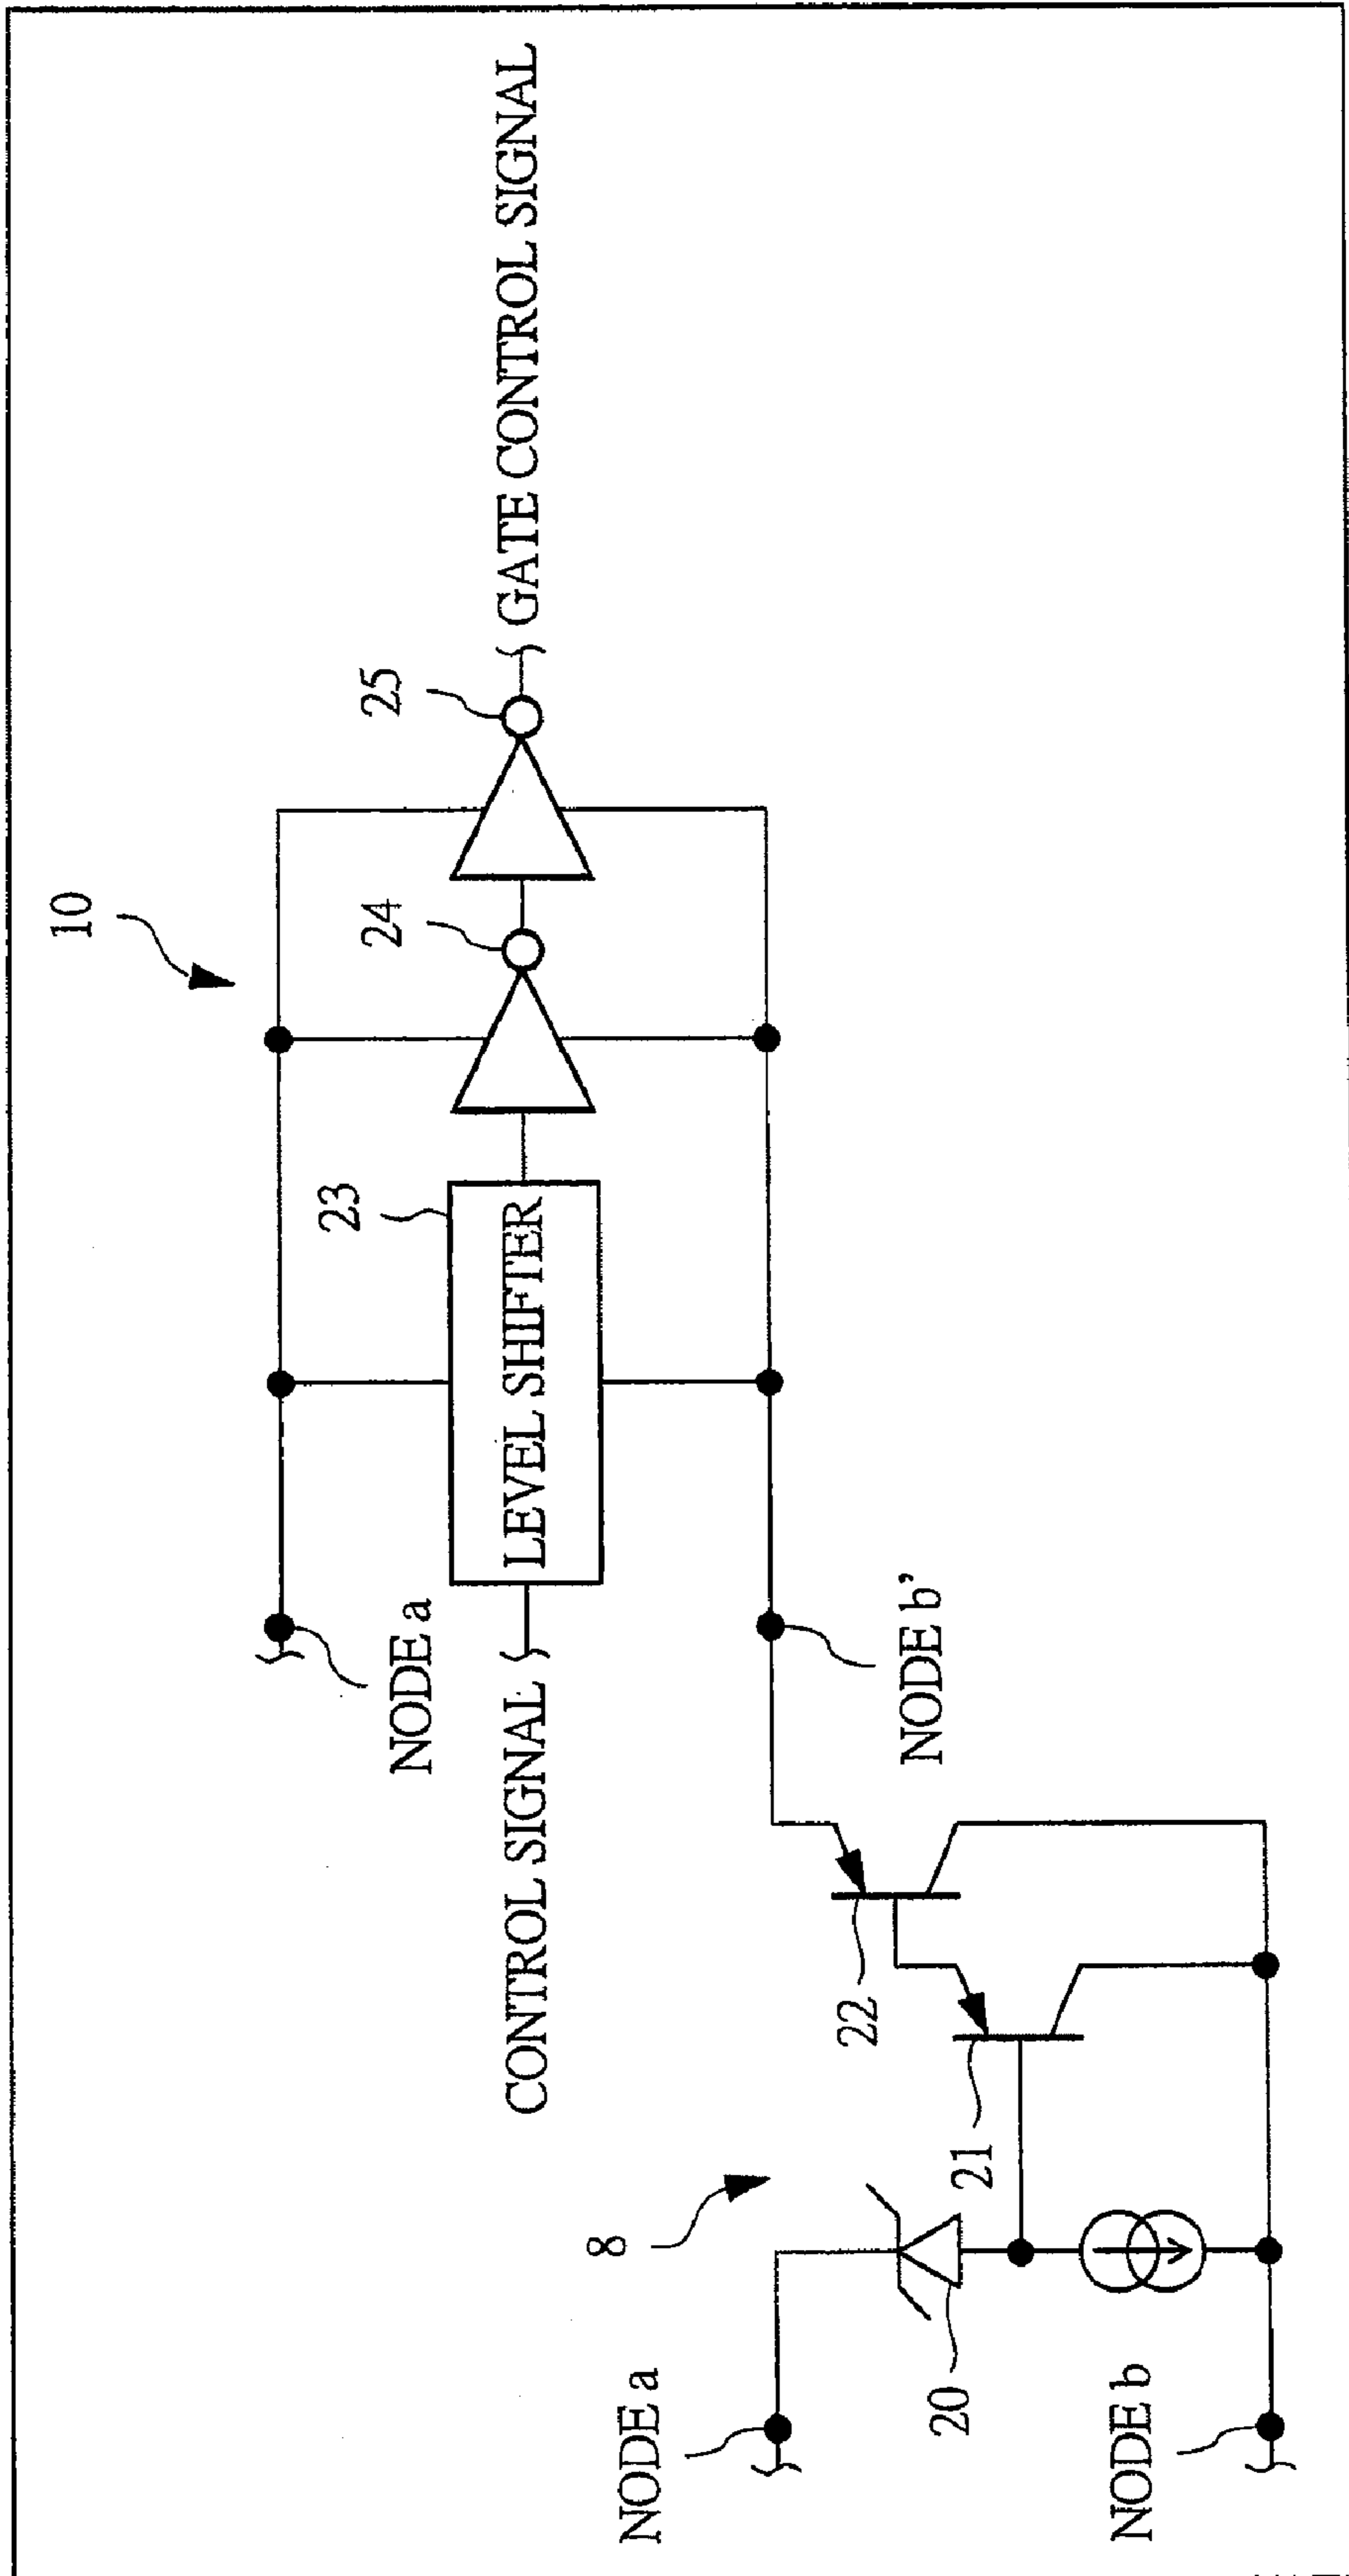 10
25
24
23
NODE a
LEVEL SHIFTER
CONTROL SIGNAL
GATE CONTROL SIGNAL
NODE b’
8
22
21
NODE a
20
NODE b